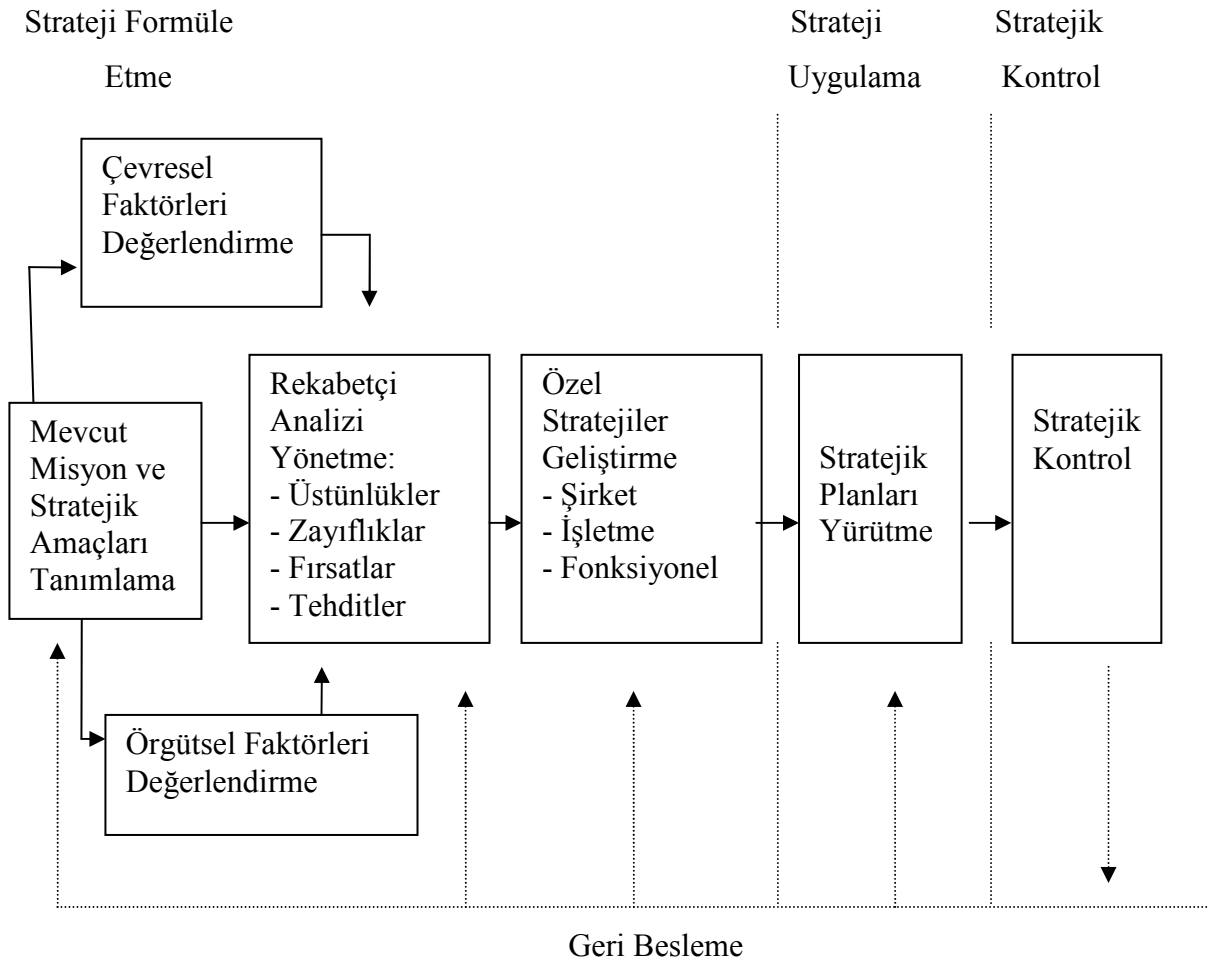 Strateji Formüle
Etme
Strateji
Uygulama
Stratejik
Kontrol
Çevresel
Faktörleri
Değerlendirme
Mevcut
Misyon ve
Stratejik
Amaçları
Tanımlama
Rekabetçi
Analizi
Yönetme:
- Üstünlükler
- Zayıflıklar
- Fırsatlar
- Tehditler
Özel
Stratejiler
Geliştirme
- Şirket
- İşletme
- Fonksiyonel
Stratejik
Planları
Yürütme
Stratejik
Kontrol
Örgütsel Faktörleri
Değerlendirme
Geri Besleme